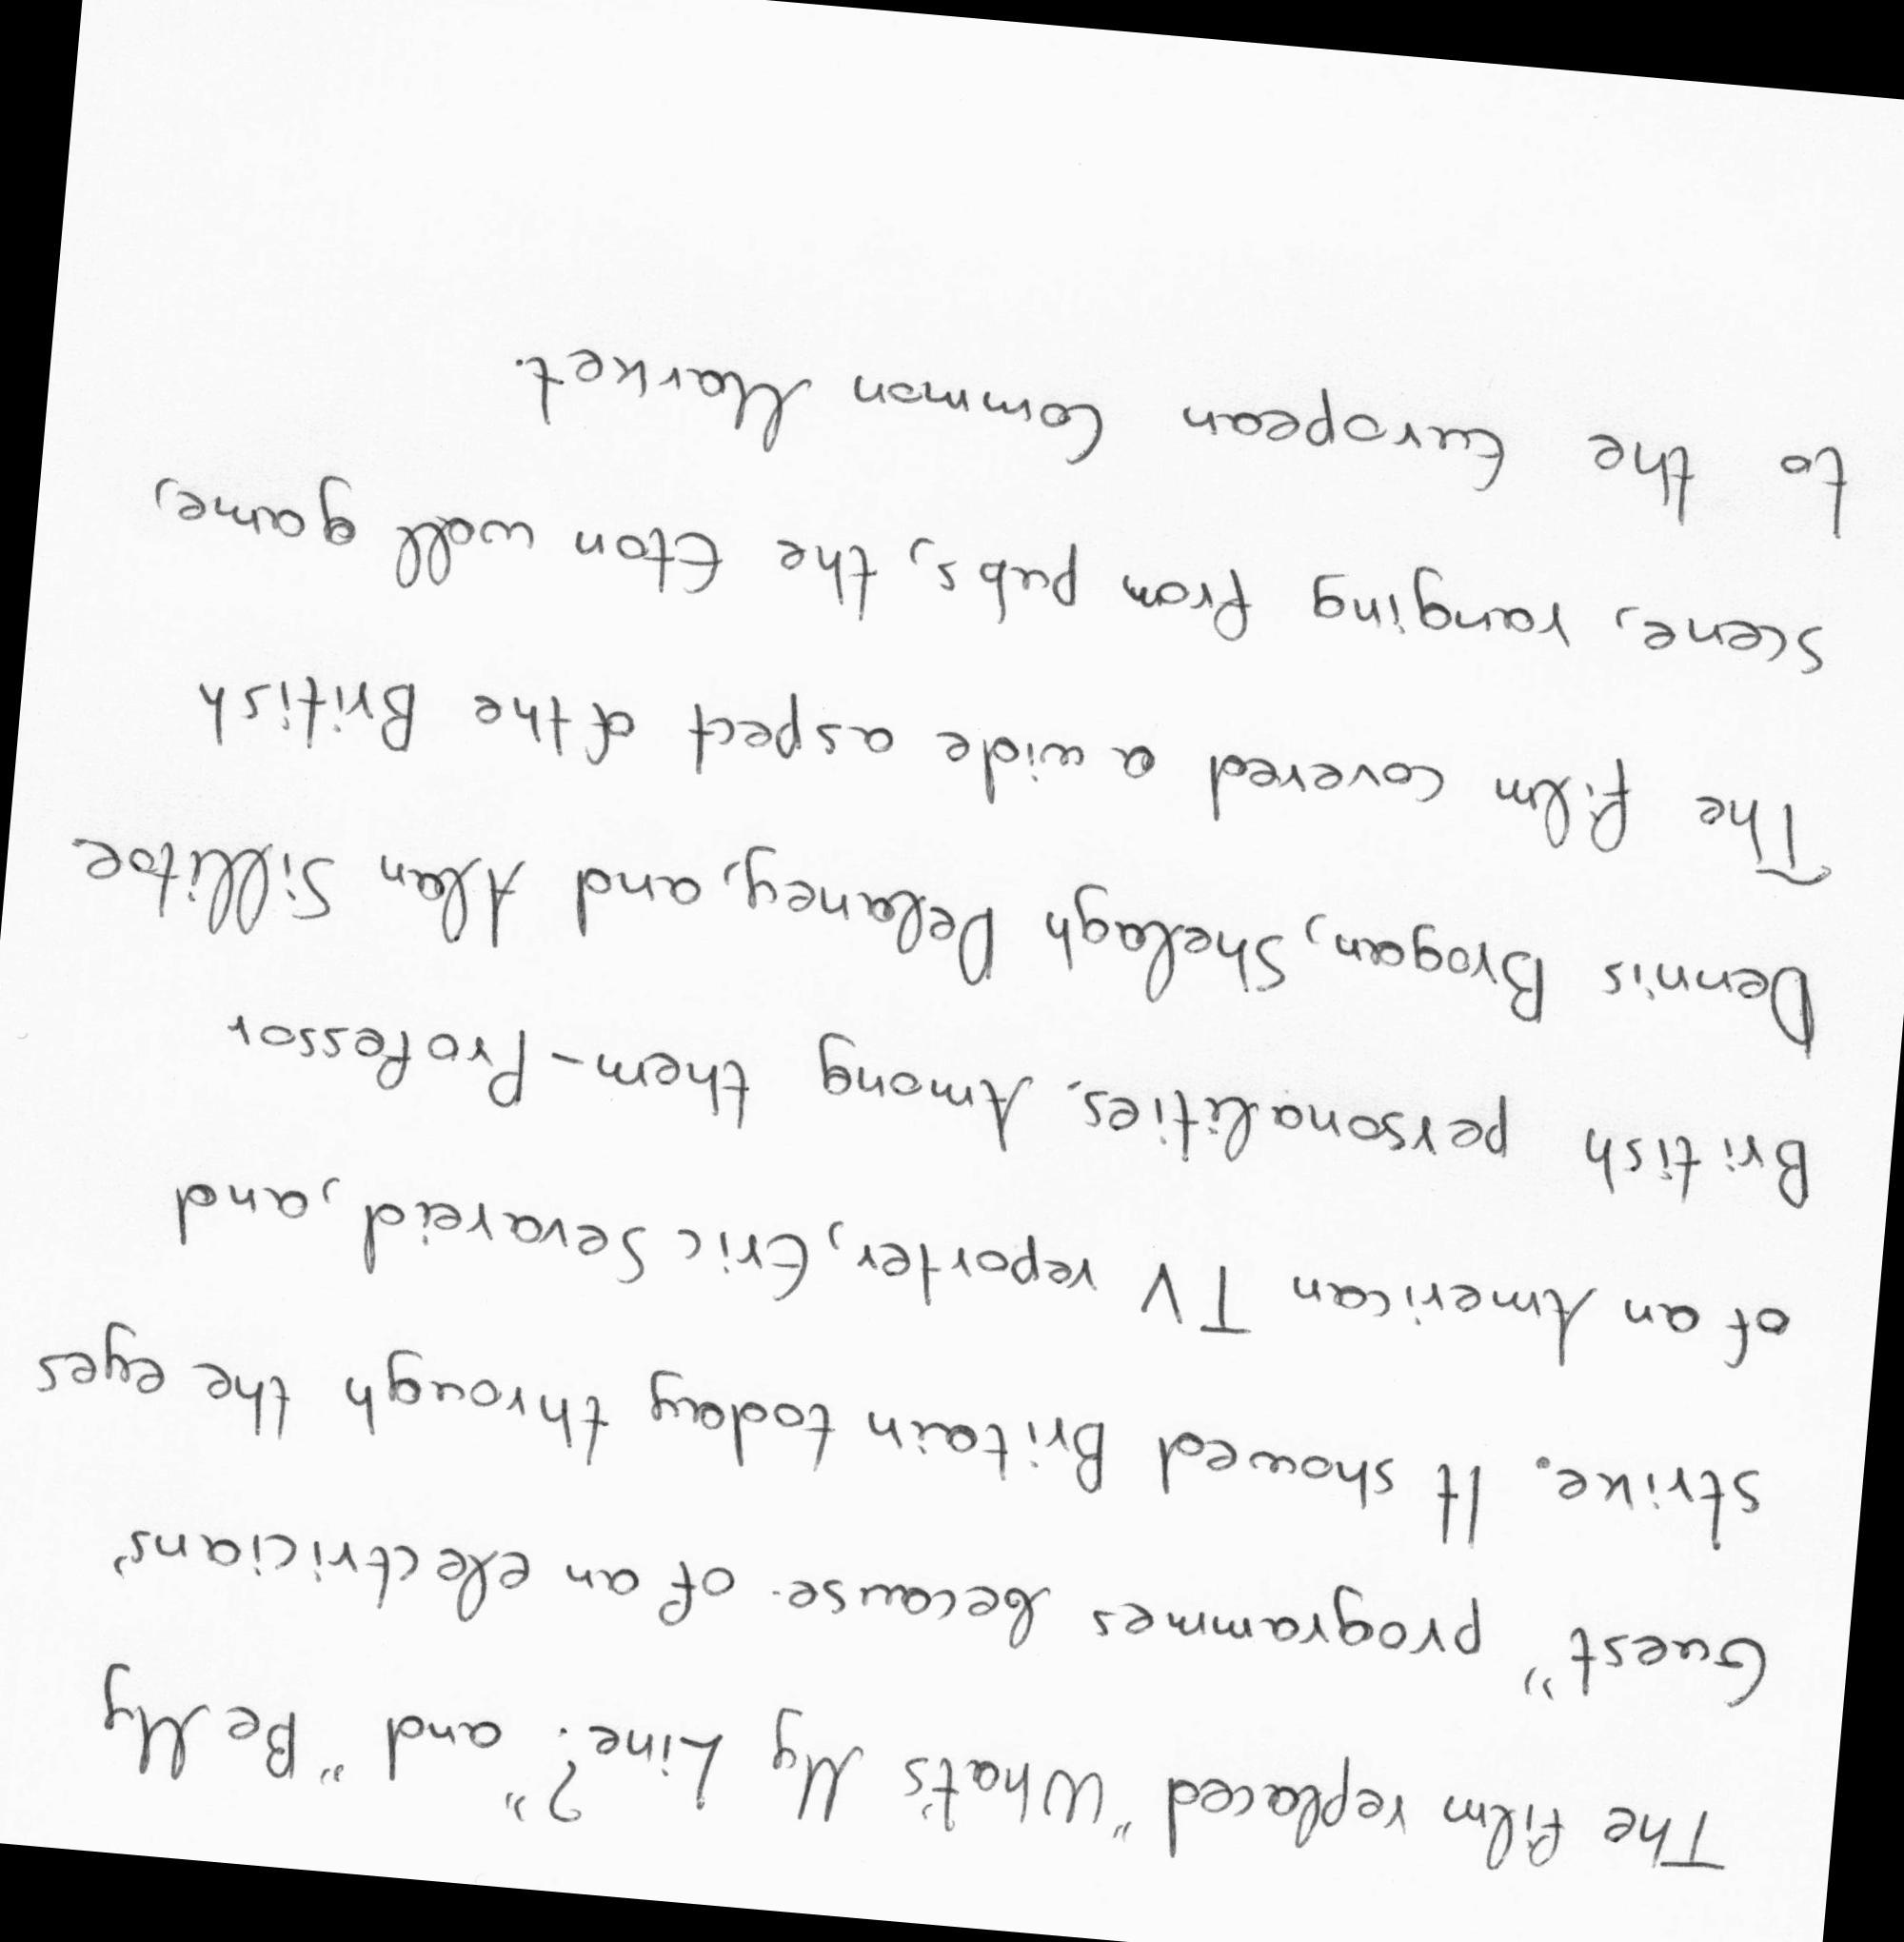 The film replaced "What's My Line?" and "Be My
Guest" programmes because of an electricians'
strike. It showed Britain today through the eyes
of an American TV reporter, Eric Sevareid, and
British personalities. Among them - Professor
Dennis Brogan, Shelagh Delaney, and Alan Sillitoe
The film covered a wide aspect of the British
scene, ranging from pubs, the Eton wall game,
to the European Common Market.